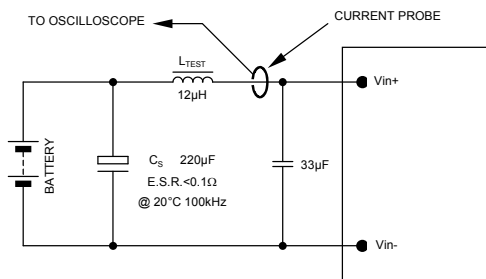 TO OSCILLOSCOPE
CURRENT PROBE
LTEST
12µH
Vin+
BATTERY
CS 220µF
E.S.R.<0.1Ω
@ 20°C 100kHz
33µF
Vin-